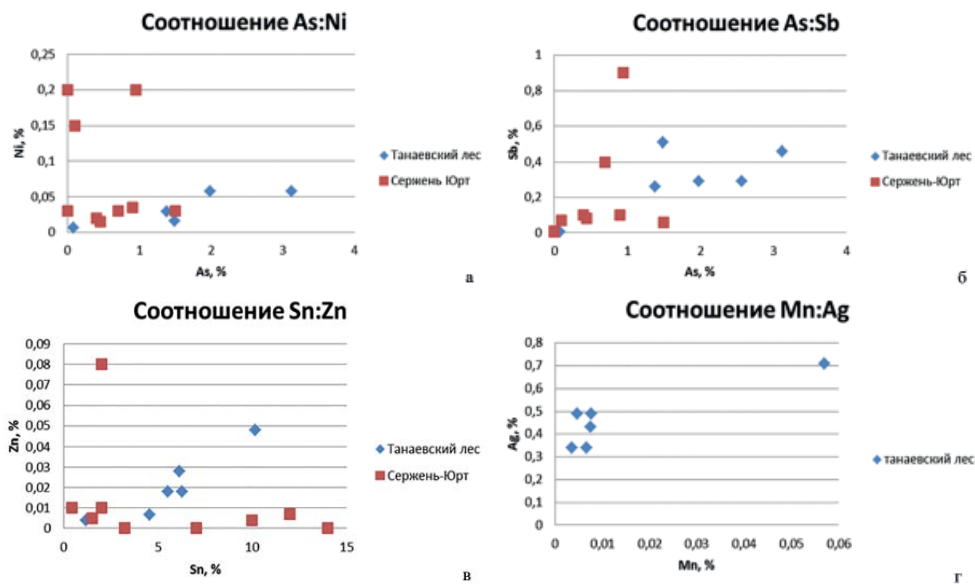 Соотношение As:Ni
Ni, %
0,25
0,2
0,15
0,1
0,05
0
0 1 2 3 4
As, %
Танаевский лес
Сержень Юрт
а
Соотношение As:Sb
Sb, %
1
0,8
0,6
0,4
0,2
0
0 1 2 3 4
As, %
Танаевский лес
Сержень-Юрт
б
Соотношение Sn:Zn
Zn, %
0,09
0,08
0,07
0,06
0,05
0,04
0,03
0,02
0,01
0
0 5 10 15
Sn, %
Танаевский лес
Сержень-Юрт
в
Соотношение Mn:Ag
Ag, %
0,8
0,7
0,6
0,5
0,4
0,3
0,2
0,1
0
0 0,01 0,02 0,03 0,04 0,05 0,06
Mn, %
танаевский лес
г